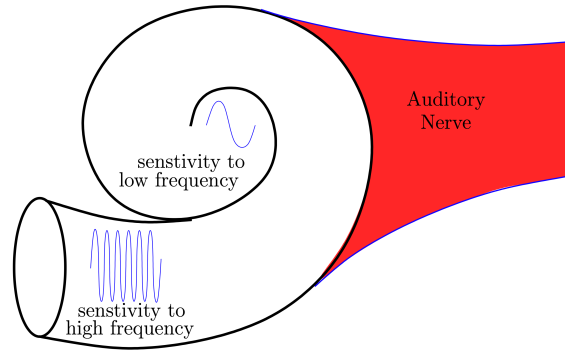 Auditory
Nerve
senstivity to
low frequency
senstivity to
high frequency